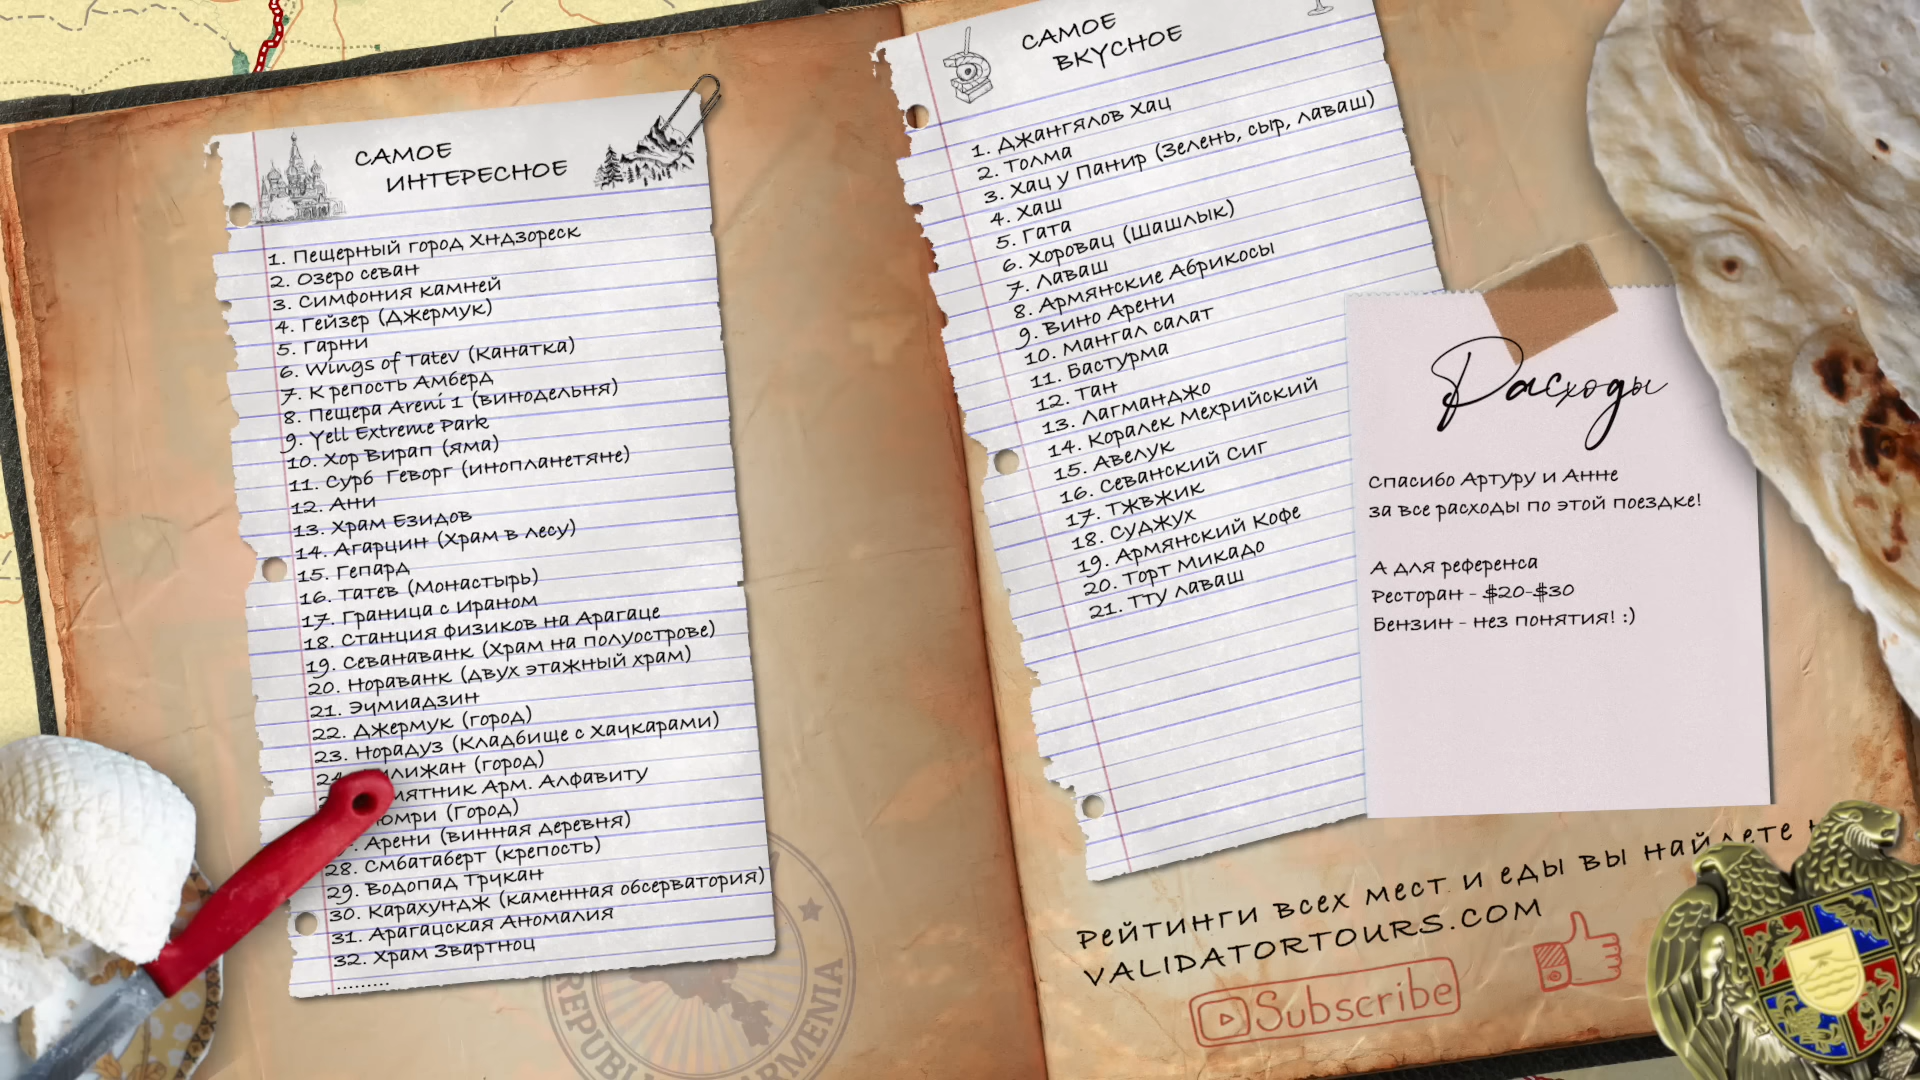 САМОЕ
ИНТЕРЕСНОЕ
1. Пещерный город Хндзореск
2. Озеро севан
3. Симфония камней
4. Гейзер (Джермук)
5. Гарни
6. Wings of Tatev (Канатка)
7. Крепость Амберд
8. Пещера Areni 1 (винодельня)
9. Yell Extreme Park
10. Хор Вирап (яма)
11. Сурб Геворг (инопланетяне)
12. Ани
13. Храм Езидов
14. Агарцин (Храм в лесу)
15. Гепард
16. Татев (Монастырь)
17. Граница с Ираном
18. Станция физиков на Арагаце
19. Севанаванк (Храм на полуострове)
20. Нораванк (двух этажный храм)
21. Эчмиадзин
22. Джермук (город)
23. Норадуз (кладбище с Хачкарами)
(город)
Арм. Алфавиту
(Город)
Арени (винная деревня)
28. Смбатаберт (крепость)
29. Водопад Трчкан
30. Карахундж (каменная обсерватория)
31. Арагацская Аномалия
32. Храм Звартноц
.........
САМОЕ
ВКУСНОЕ
1. Джангялов Хац
2. Толма
3. Хац у Панир (Зелень, сыр, лаваш)
4. Хаш
5. Гата
6. Хоровац (Шашлык)
7. Лаваш
8. Армянские Абрикосы
9. Вино Арени
10. Мангал салат
11. Бастурма
12. Тан
13. Лагманджо
14. Коралек Мехрийский
15. Авелук
16. Севанский Сиг
17. Тжвжик
18. Суджух
19. Армянский Кофе
20. Торт Микадо
21. Тту лаваш
Расходы
Спасибо Артуру и Анне
за все расходы по этой поездке!
А для референса
Ресторан - $20-$30
Бензин - нез понятия! :)
Рейтинги всех мест и еды вы найдете
VALIDATORTOURS.COM
Subscribe
ARMENIA